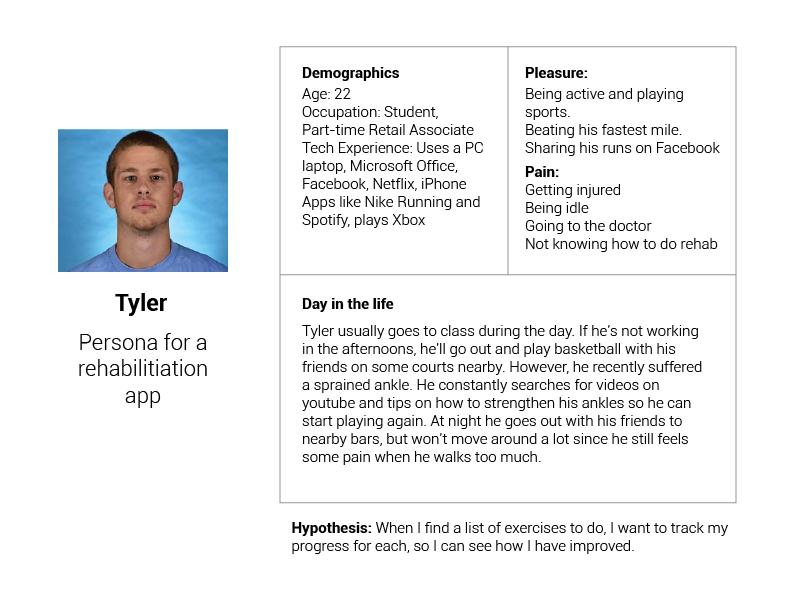 Tyler
Persona for a
rehabilitiation
app
Demographics
Age: 22
Occupation: Student,
Part-time Retail Associate
Tech Experience: Uses a PC
laptop, Microsoft Office,
Facebook, Netflix, iPhone
Apps like Nike Running and
Spotify, plays Xbox
Pleasure:
Being active and playing
sports.
Beating his fastest mile.
Sharing his runs on Facebook
Pain:
Getting injured
Being idle
Going to the doctor
Not knowing how to do rehab
Day in the life
Tyler usually goes to class during the day. If he’s not working
in the afternoons, he’ll go out and play basketball with his
friends on some courts nearby. However, he recently suffered
a sprained ankle. He constantly searches for videos on
youtube and tips on how to strengthen his ankles so he can
start playing again. At night he goes out with his friends to
nearby bars, but won’t move around a lot since he still feels
some pain when he walks too much.
Hypothesis: When I find a list of exercises to do, I want to track my
progress for each, so I can see how I have improved.